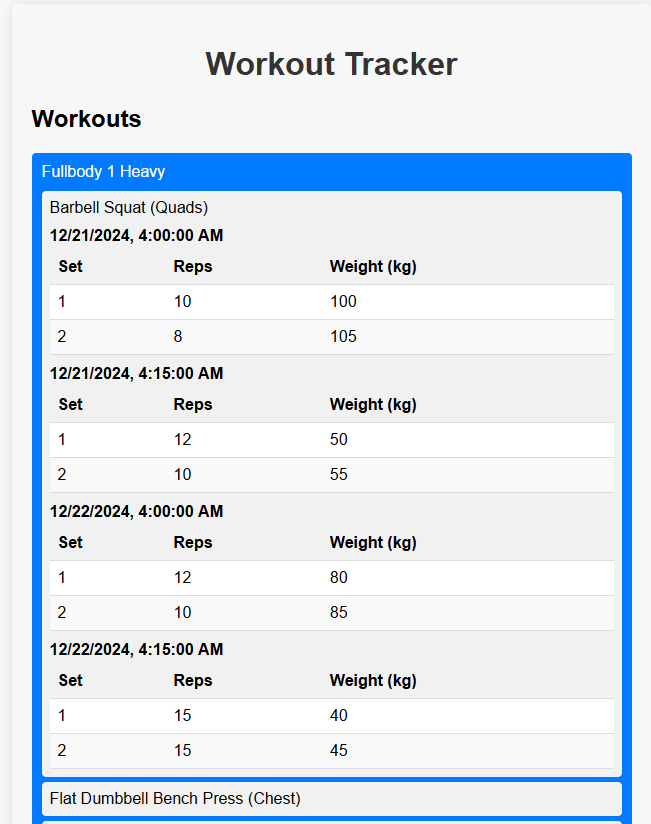 Workout Tracker
Workouts
Fullbody 1 Heavy
Barbell Squat (Quads)
12/21/2024, 4:00:00 AM
Set Reps Weight (kg)
1 10 100
2 8 105
12/21/2024, 4:15:00 AM
Set Reps Weight (kg)
1 12 50
2 10 55
12/22/2024, 4:00:00 AM
Set Reps Weight (kg)
1 12 80
2 10 85
12/22/2024, 4:15:00 AM
Set Reps Weight (kg)
1 15 40
2 15 45
Flat Dumbbell Bench Press (Chest)